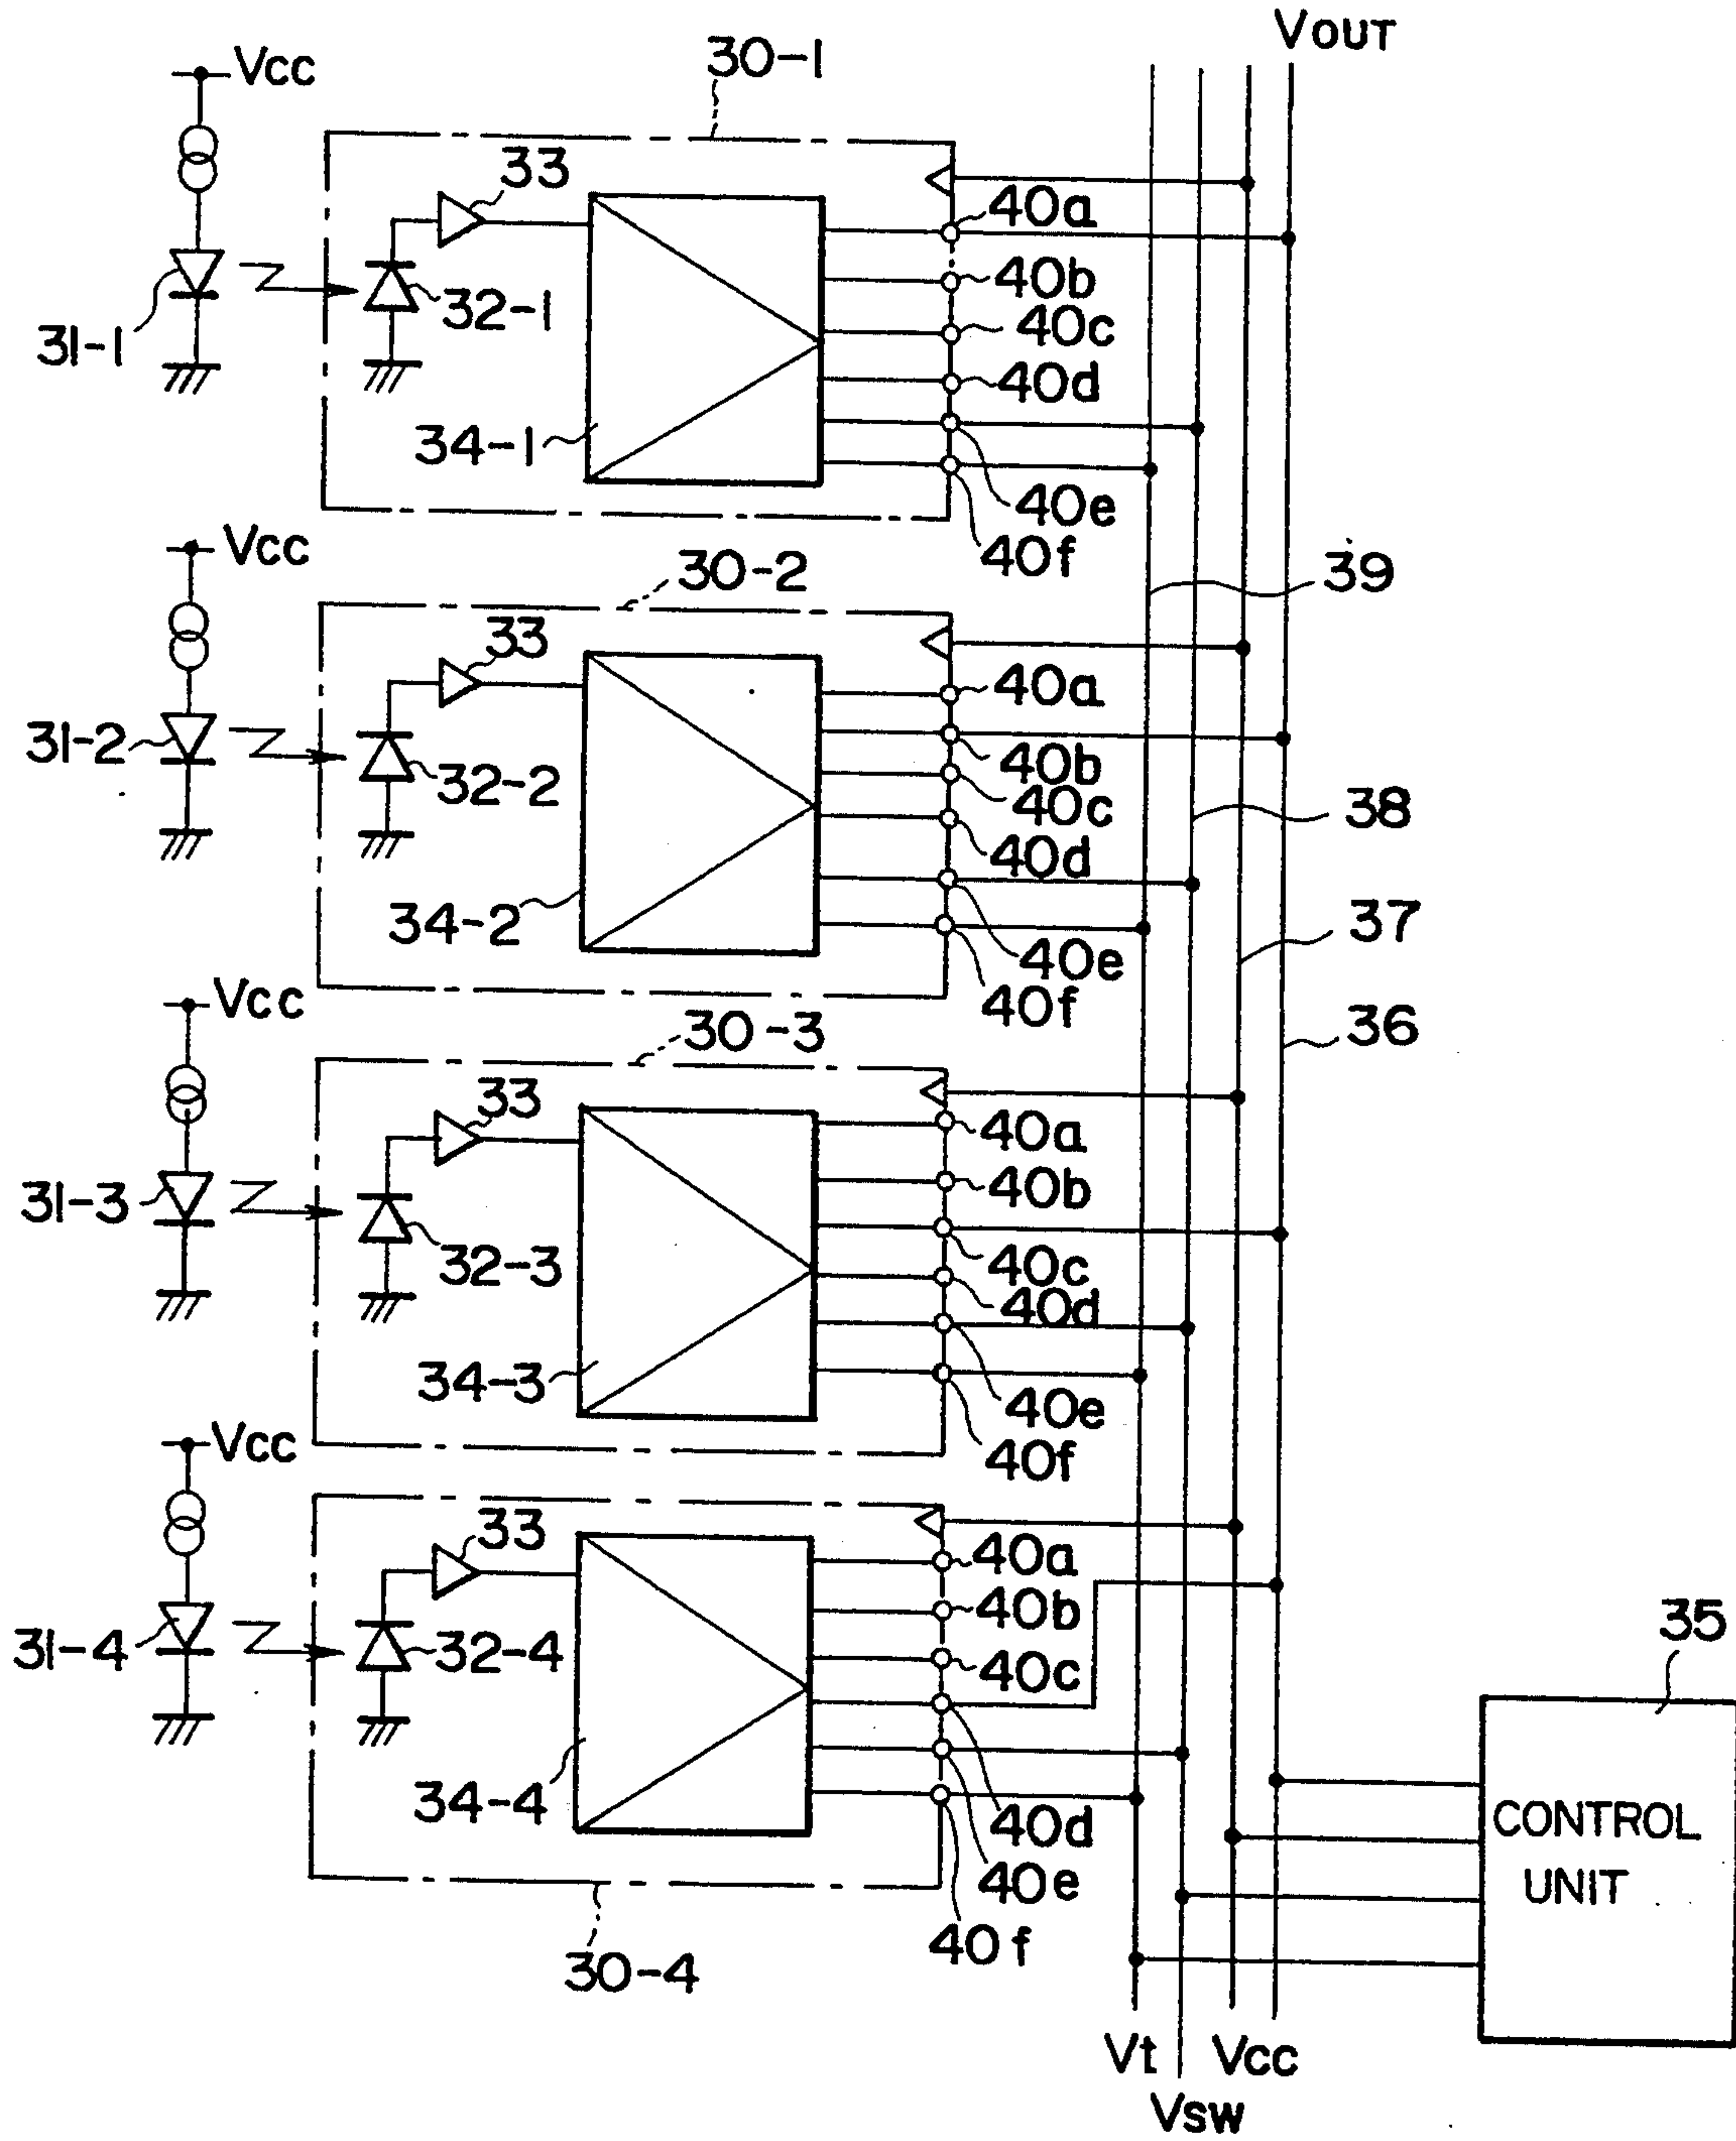 VOUT
Vcc
30-1
33
40a
40b
32-1
40c
31-1
40d
34-1
40e
40f
Vcc
30-2
39
33
40a
31-2
40b
32-2
40c
38
40d
34-2
37
40e
40f
Vcc
30-3
36
33
40a
31-3
40b
32-3
40c
40d
34-3
40e
40f
Vcc
33
40a
40b
35
31-4
32-4
40c
34-4
40d
CONTROL
UNIT
40e
40f
30-4
Vt
Vcc
Vsw